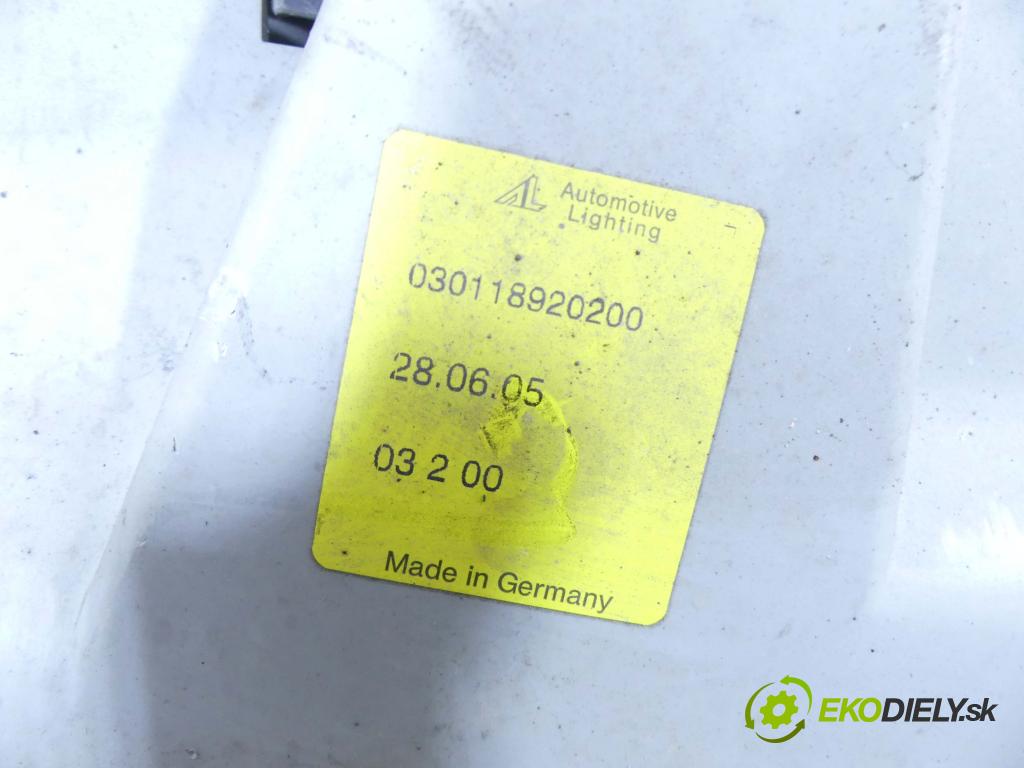 Automotive
Lighting
030118920200
28.06.05
03 2 00
Made in Germany
EKODIELY.sk